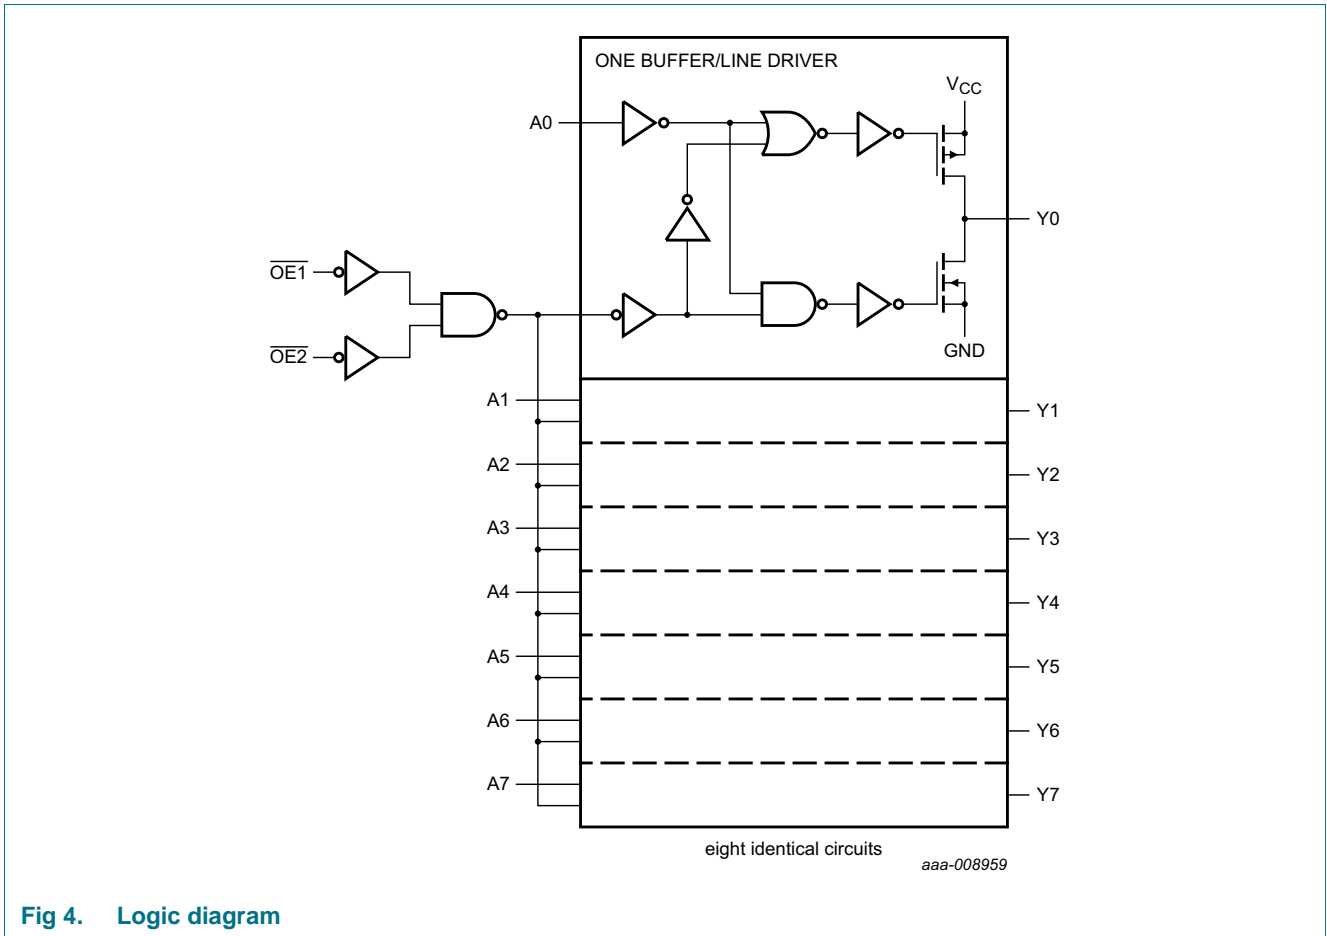 ONE BUFFER/LINE DRIVER
VCC
A0
Y0
OE1
OE2
GND
A1
Y1
A2
Y2
A3
Y3
A4
Y4
A5
Y5
A6
Y6
A7
Y7
eight identical circuits
aaa-008959
Fig 4. Logic diagram